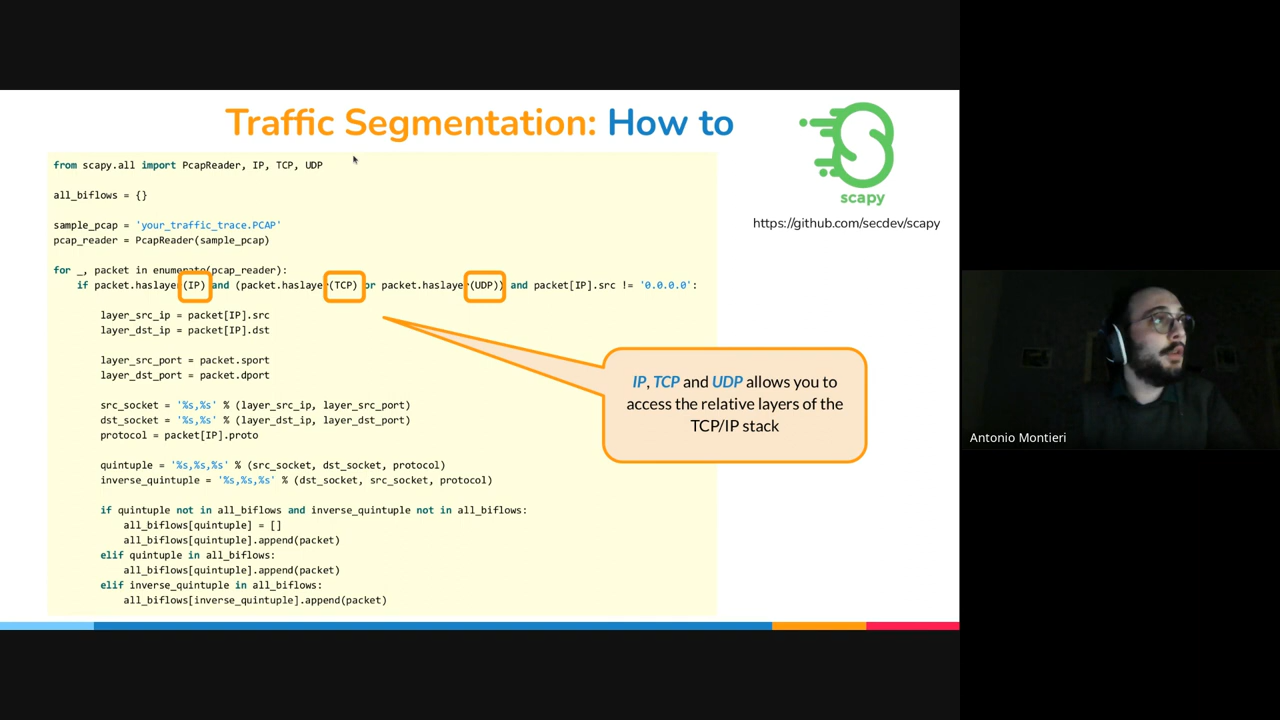 Traffic Segmentation: How to
from scapy.all import PcapReader, IP, TCP, UDP
all_biflows = {}
sample_pcap = 'your_traffic_trace.PCAP'
pcap_reader = PcapReader(sample_pcap)
for _, packet in enumerate(pcap_reader):
if packet.haslayer(IP) and (packet.haslayer(TCP) or packet.haslayer(UDP)) and packet[IP].src != '0.0.0.0':
layer_src_ip = packet[IP].src
layer_dst_ip = packet[IP].dst
layer_src_port = packet.sport
layer_dst_port = packet.dport
src_socket = '%s,%s' % (layer_src_ip, layer_src_port)
dst_socket = '%s,%s' % (layer_dst_ip, layer_dst_port)
protocol = packet[IP].proto
quintuple = '%s,%s,%s' % (src_socket, dst_socket, protocol)
inverse_quintuple = '%s,%s,%s' % (dst_socket, src_socket, protocol)
if quintuple not in all_biflows and inverse_quintuple not in all_biflows:
all_biflows[quintuple] = []
all_biflows[quintuple].append(packet)
elif quintuple in all_biflows:
all_biflows[quintuple].append(packet)
elif inverse_quintuple in all_biflows:
all_biflows[inverse_quintuple].append(packet)
scapy
https://github.com/secdev/scapy
IP, TCP and UDP allows you to
access the relative layers of the
TCP/IP stack
Antonio Montieri